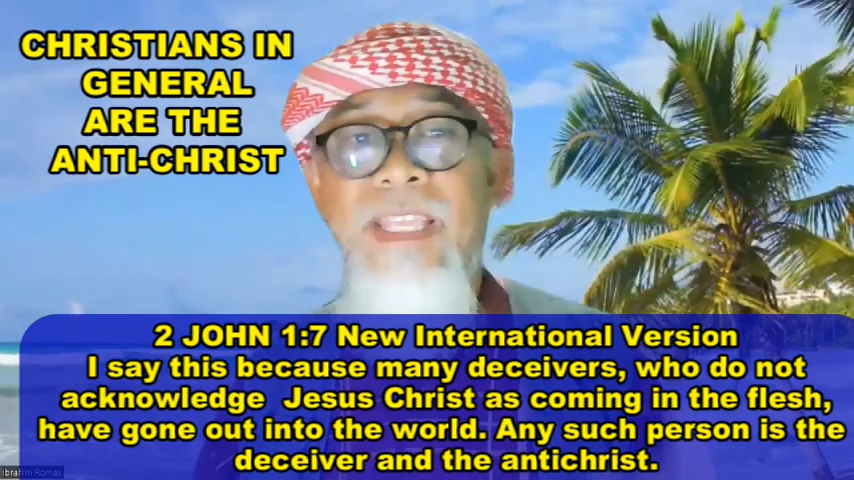 CHRISTIANS IN
GENERAL
ARE THE
ANTI-CHRIST
2 JOHN 1:7 New International Version
I say this because many deceivers, who do not
acknowledge Jesus Christ as coming in the flesh,
have gone out into the world. Any such person is the
deceiver and the antichrist.
Ibrahim Romas